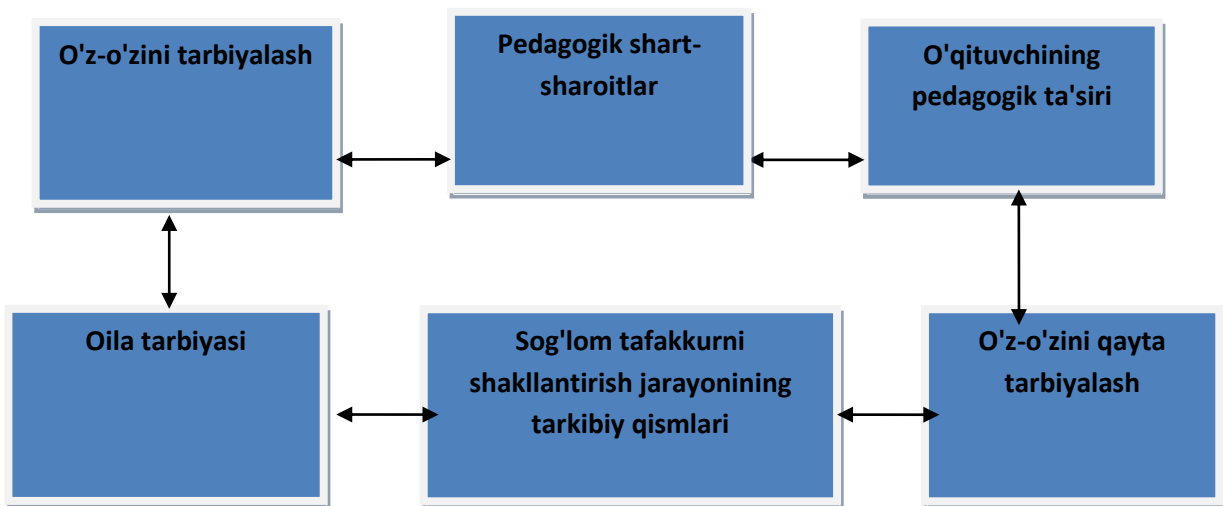 O'z-o'zini tarbiyalash
Pedagogik shart-
sharoitlar
O'qituvchining
pedagogik ta'siri
Oila tarbiyasi
Sog'lom tafakkurni
shakllantirish jarayonining
tarkibiy qismlari
O'z-o'zini qayta
tarbiyalash